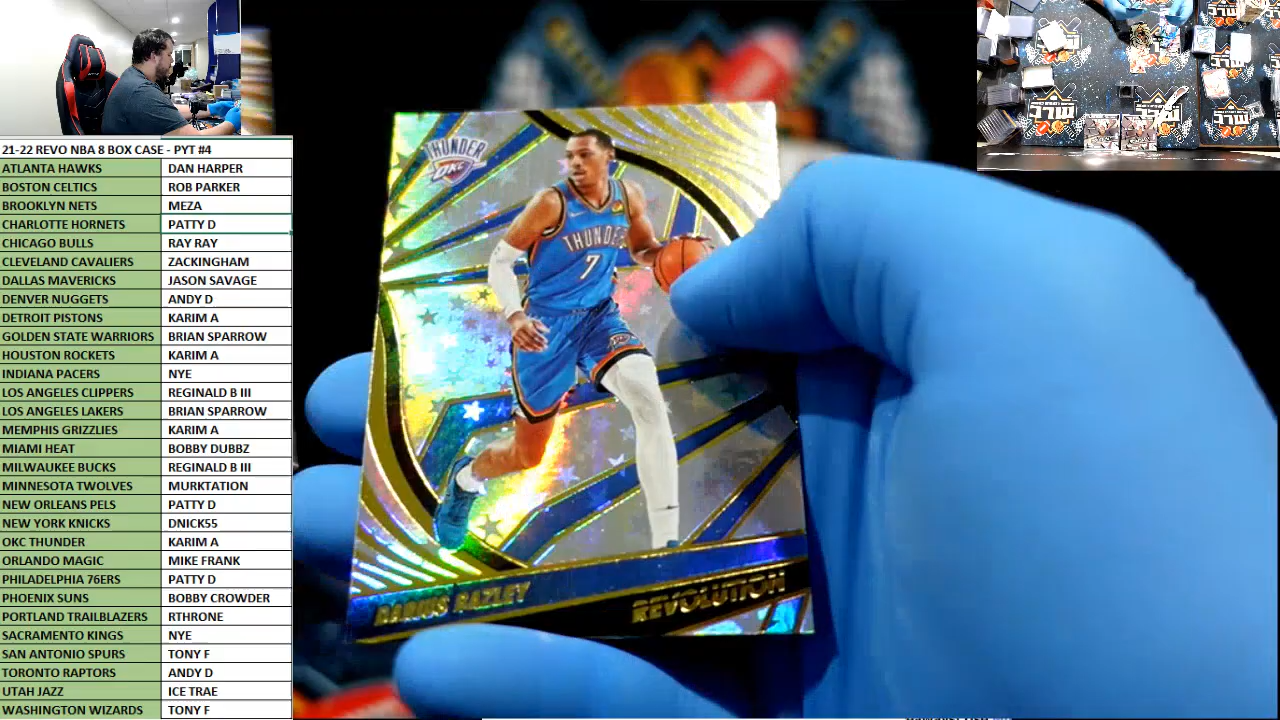 21-22 REVO NBA 8 BOX CASE - PYT #4
ATLANTA HAWKS DAN HARPER
BOSTON CELTICS ROB PARKER
BROOKLYN NETS MEZA
CHARLOTTE HORNETS PATTY D
CHICAGO BULLS RAY RAY
CLEVELAND CAVALIERS ZACKINGHAM
DALLAS MAVERICKS JASON SAVAGE
DENVER NUGGETS ANDY D
DETROIT PISTONS KARIM A
GOLDEN STATE WARRIORS BRIAN SPARROW
HOUSTON ROCKETS KARIM A
INDIANA PACERS NYE
LOS ANGELES CLIPPERS REGINALD B III
LOS ANGELES LAKERS BRIAN SPARROW
MEMPHIS GRIZZLIES KARIM A
MIAMI HEAT BOBBY DUBBZ
MILWAUKEE BUCKS REGINALD B III
MINNESOTA TWOLVES MURKTATION
NEW ORLEANS PELS PATTY D
NEW YORK KNICKS DNICK55
OKC THUNDER KARIM A
ORLANDO MAGIC MIKE FRANK
PHILADELPHIA 76ERS PATTY D
PHOENIX SUNS BOBBY CROWDER
PORTLAND TRAILBLAZERS RTHRONE
SACRAMENTO KINGS NYE
SAN ANTONIO SPURS TONY F
TORONTO RAPTORS ANDY D
UTAH JAZZ ICE TRAE
WASHINGTON WIZARDS TONY F
THUNDER
OKC
THUNDER
7
DARIUS BAZLEY
REVOLUTION